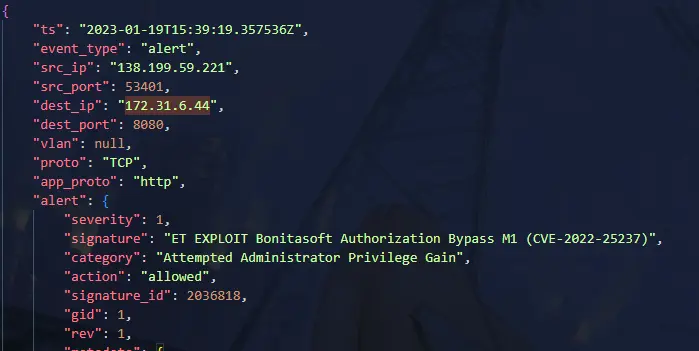 {
"ts": "2023-01-19T15:39:19.357536Z",
"event_type": "alert",
"src_ip": "138.199.59.221",
"src_port": 53401,
"dest_ip": "172.31.6.44",
"dest_port": 8080,
"vlan": null,
"proto": "TCP",
"app_proto": "http",
"alert": {
"severity": 1,
"signature": "ET EXPLOIT Bonitasoft Authorization Bypass M1 (CVE-2022-25237)",
"category": "Attempted Administrator Privilege Gain",
"action": "allowed",
"signature_id": 2036818,
"gid": 1,
"rev": 1,
"metadata": {